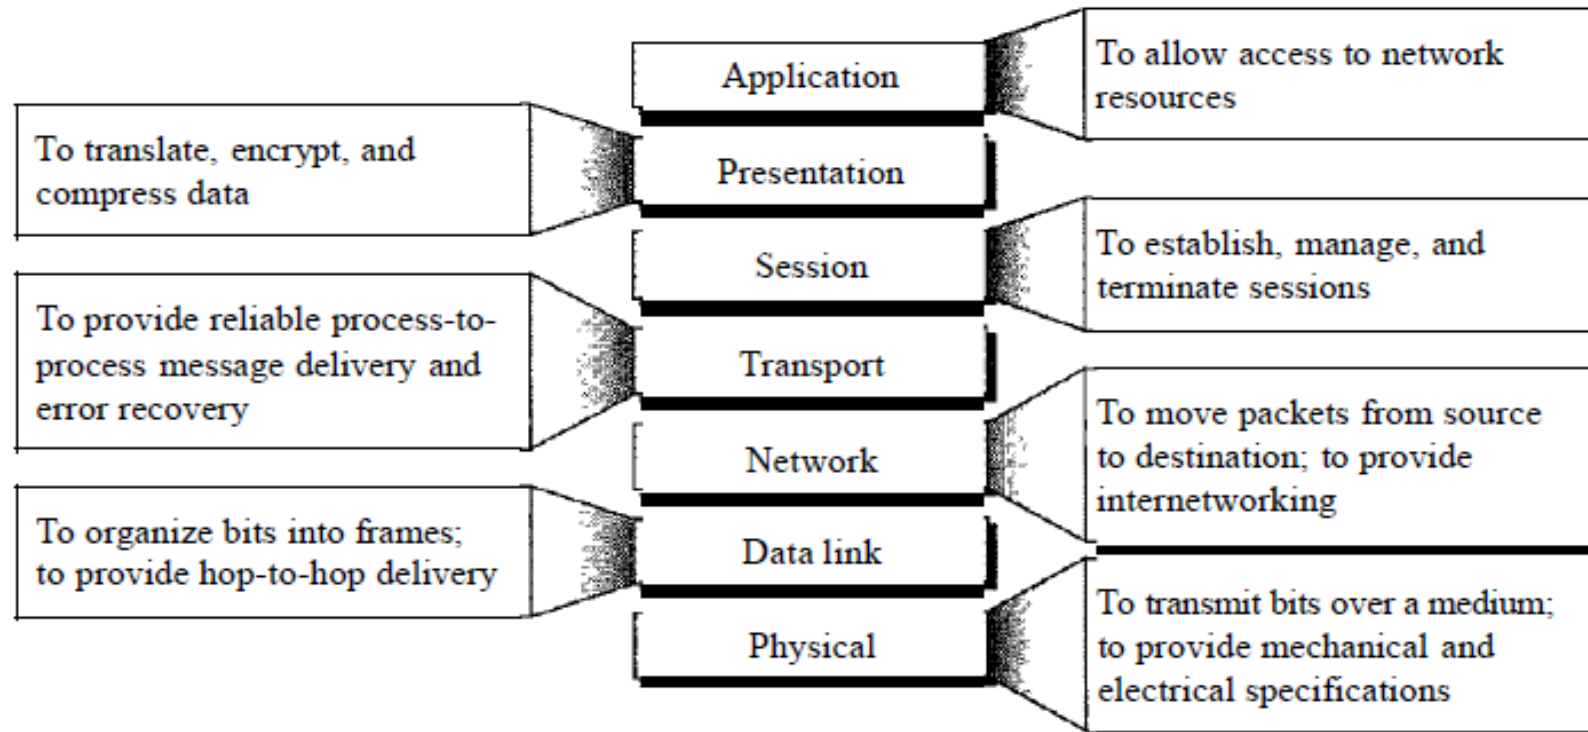 Application
To allow access to network
resources
To translate, encrypt, and
compress data
Presentation
Session
To establish, manage, and
terminate sessions
To provide reliable process-to-
process message delivery and
error recovery
Transport
Network
To move packets from source
to destination; to provide
internetworking
To organize bits into frames;
to provide hop-to-hop delivery
Data link
Physical
To transmit bits over a medium;
to provide mechanical and
electrical specifications